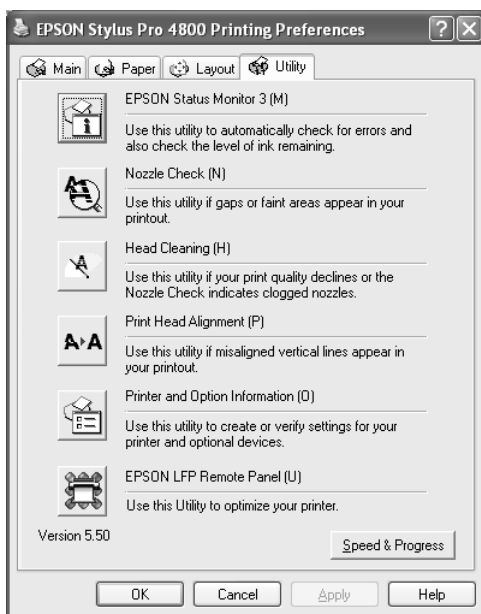 EPSON Stylus Pro 4800 Printing Preferences
Main Paper Layout Utility
EPSON Status Monitor 3 (M)
Use this utility to automatically check for errors and
also check the level of ink remaining.
Nozzle Check (N)
Use this utility if gaps or faint areas appear in your
printout.
Head Cleaning (H)
Use this utility if your print quality declines or the
Nozzle Check indicates clogged nozzles.
Print Head Alignment (P)
Use this utility if misaligned vertical lines appear in
your printout.
Printer and Option Information (O)
Use this utility to create or verify settings for your
printer and optional devices.
EPSON LFP Remote Panel (U)
Use this Utility to optimize your printer.
Version 5.50
Speed & Progress
OK Cancel Apply Help